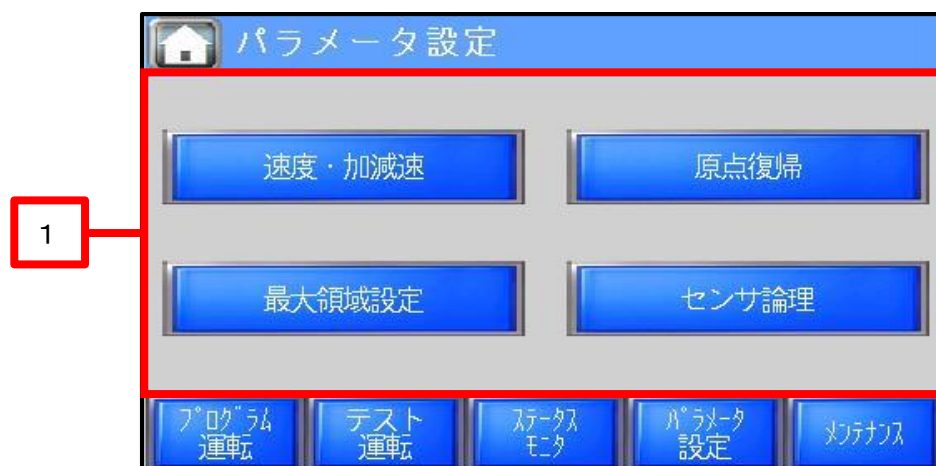 パラメータ設定
速度・加減速
原点復帰
1
最大領域設定
センサ論理
ﾌﾟﾛｸﾞﾗﾑ
運転
テスト
運転
ｽﾃｰﾀｽ
ﾓﾆﾀ
ﾊﾟﾗﾒｰﾀ
設定
ﾒﾝﾃﾅﾝｽ